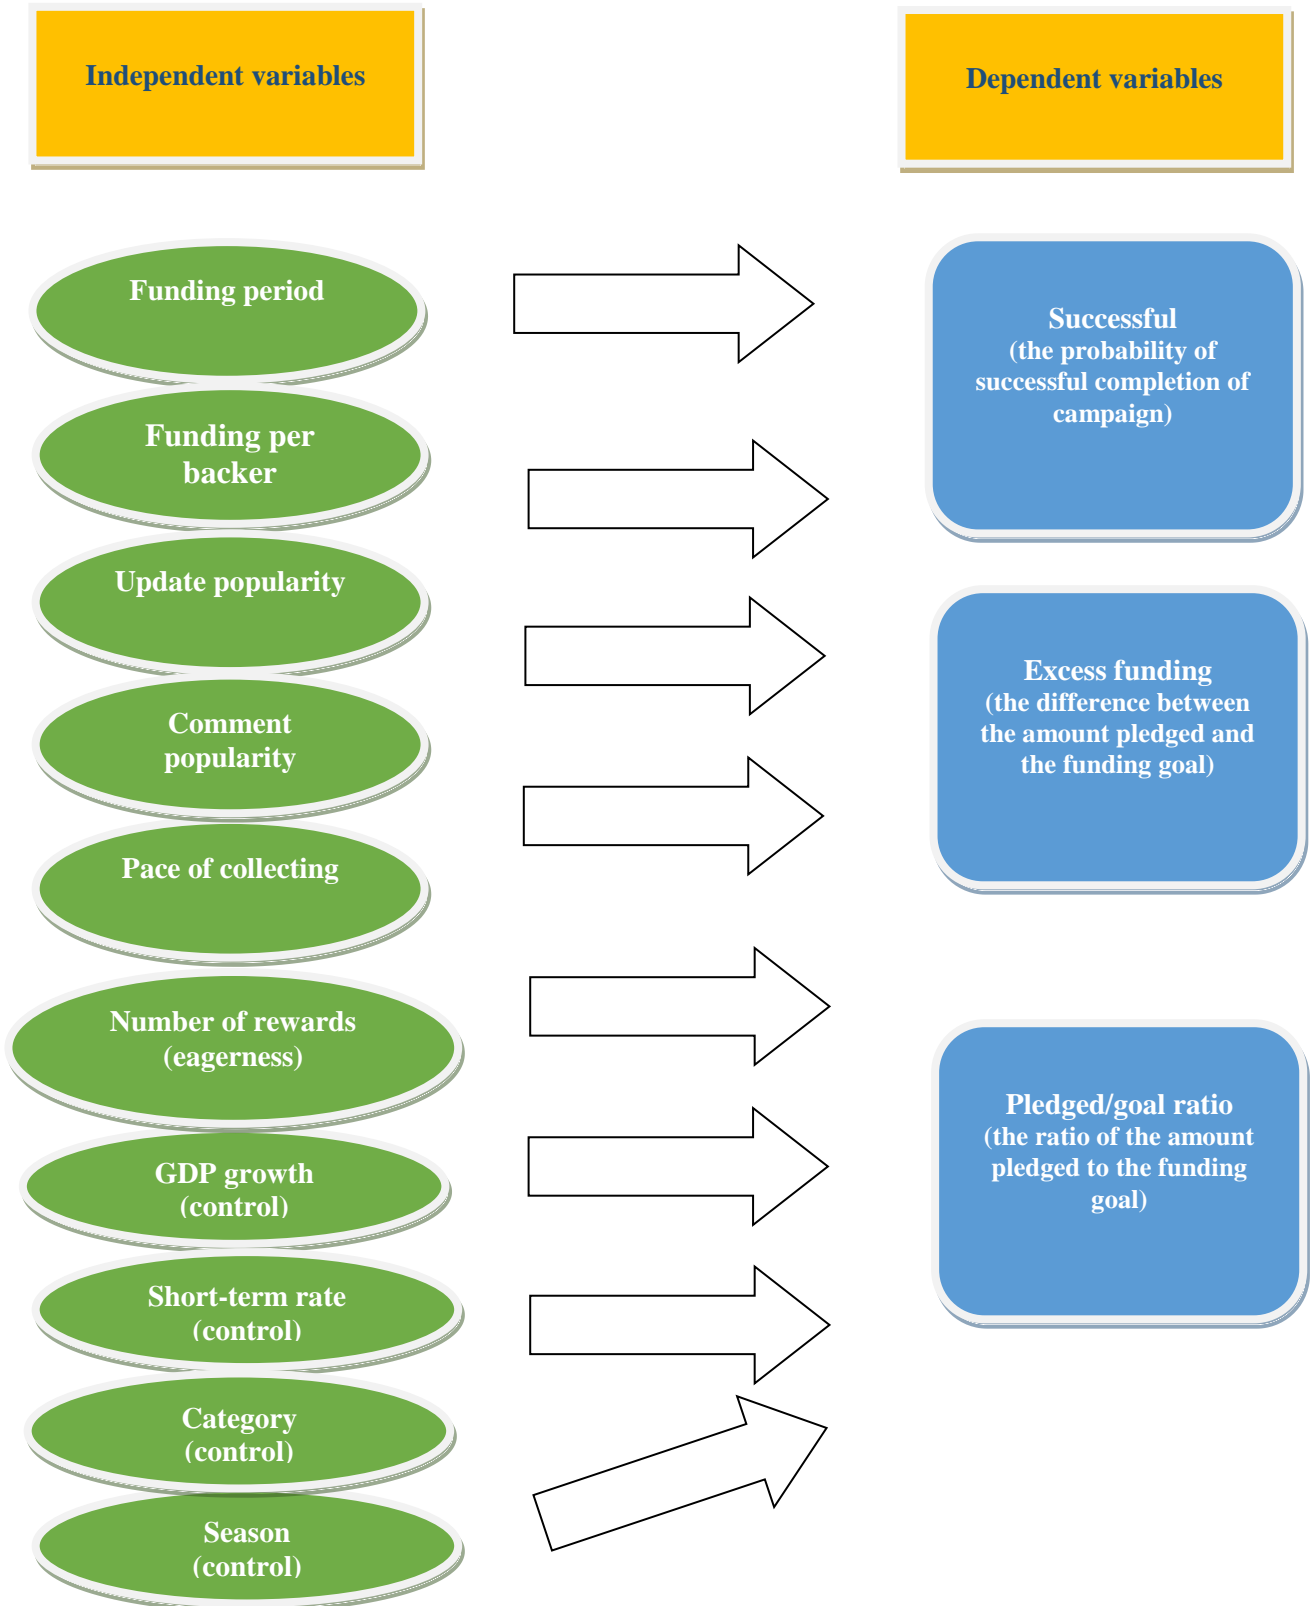 Independent variables
Dependent variables
Funding period
Funding per
backer
Update popularity
Comment
popularity
Pace of collecting
Number of rewards
(eagerness)
GDP growth
(control)
Short-term rate
(control)
Category
(control)
Season
(control)
Successful
(the probability of
successful completion of
campaign)
Excess funding
(the difference between
the amount pledged and
the funding goal)
Pledged/goal ratio
(the ratio of the amount
pledged to the funding
goal)